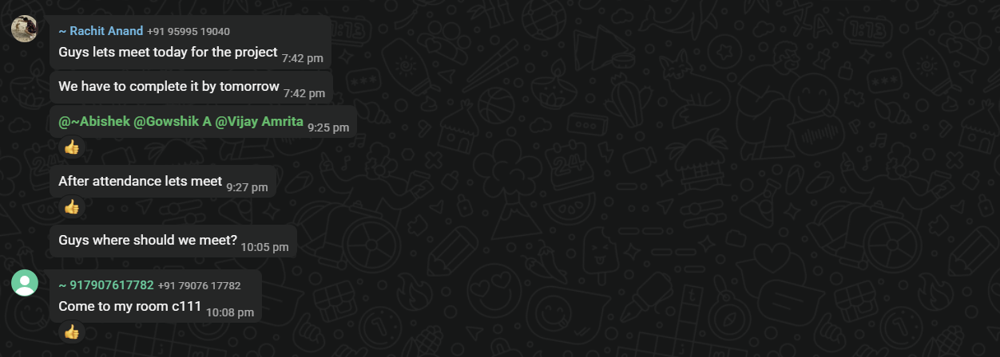 ~ Rachit Anand +91 95995 19040
Guys lets meet today for the project 7:42 pm
We have to complete it by tomorrow 7:42 pm
@~Abishek @Gowshik A @Vijay Amrita 9:25 pm
After attendance lets meet 9:27 pm
Guys where should we meet? 10:05 pm
~ 917907617782 +91 79076 17782
Come to my room c111 10:08 pm